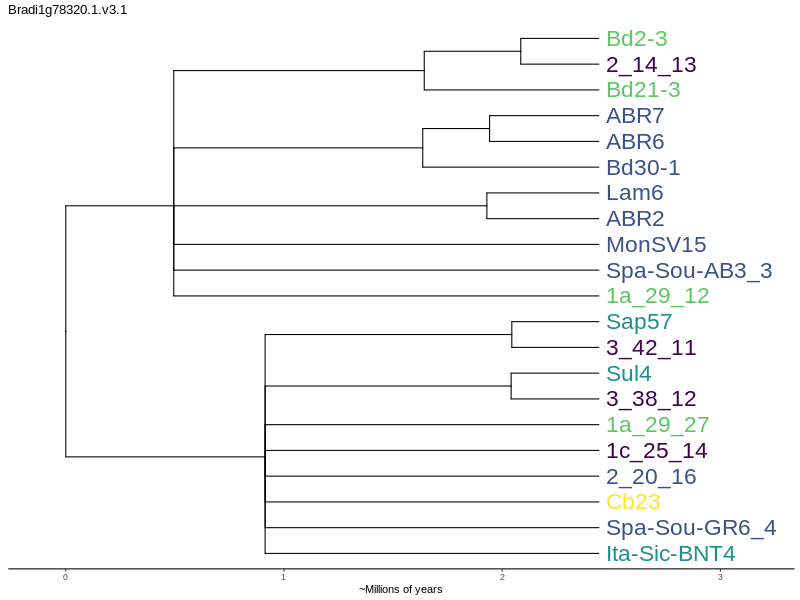 Bradi1g78320.1.v3.1
Bd2-3
2_14_13
Bd21-3
ABR7
ABR6
Bd30-1
Lam6
ABR2
MonSV15
Spa-Sou-AB3_3
1a_29_12
Sap57
3_42_11
Sul4
3_38_12
1a_29_27
1c_25_14
2_20_16
Cb23
Spa-Sou-GR6_4
Ita-Sic-BNT4
0 1 2 3
~Millions of years